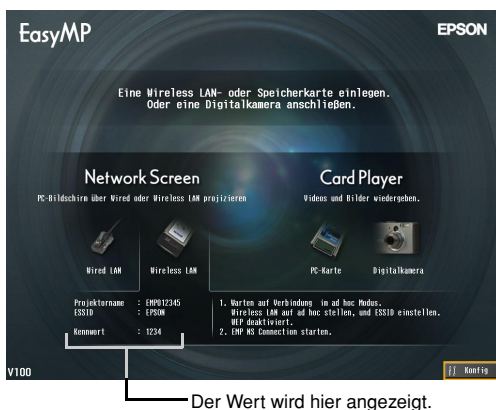 EasyMP
EPSON
Eine Wireless LAN- oder Speicherkarte einlegen.
Oder eine Digitalkamera anschließen.
Network Screen
PC-Bildschirm über Wired oder Wireless LAN projizieren
Wired LAN
Wireless LAN
Card Player
Videos und Bilder wiedergeben.
PC-Karte
Digitalkamera
Projektorname : EMP012345
ESSID : EPSON
Kennwort : 1234
1. Warten auf Verbindung in ad hoc Modus.
Wireless LAN auf ad hoc stellen, und ESSID einstellen.
WEP deaktiviert.
2. EMP NS Connection starten.
V100
Konfig
Der Wert wird hier angezeigt.